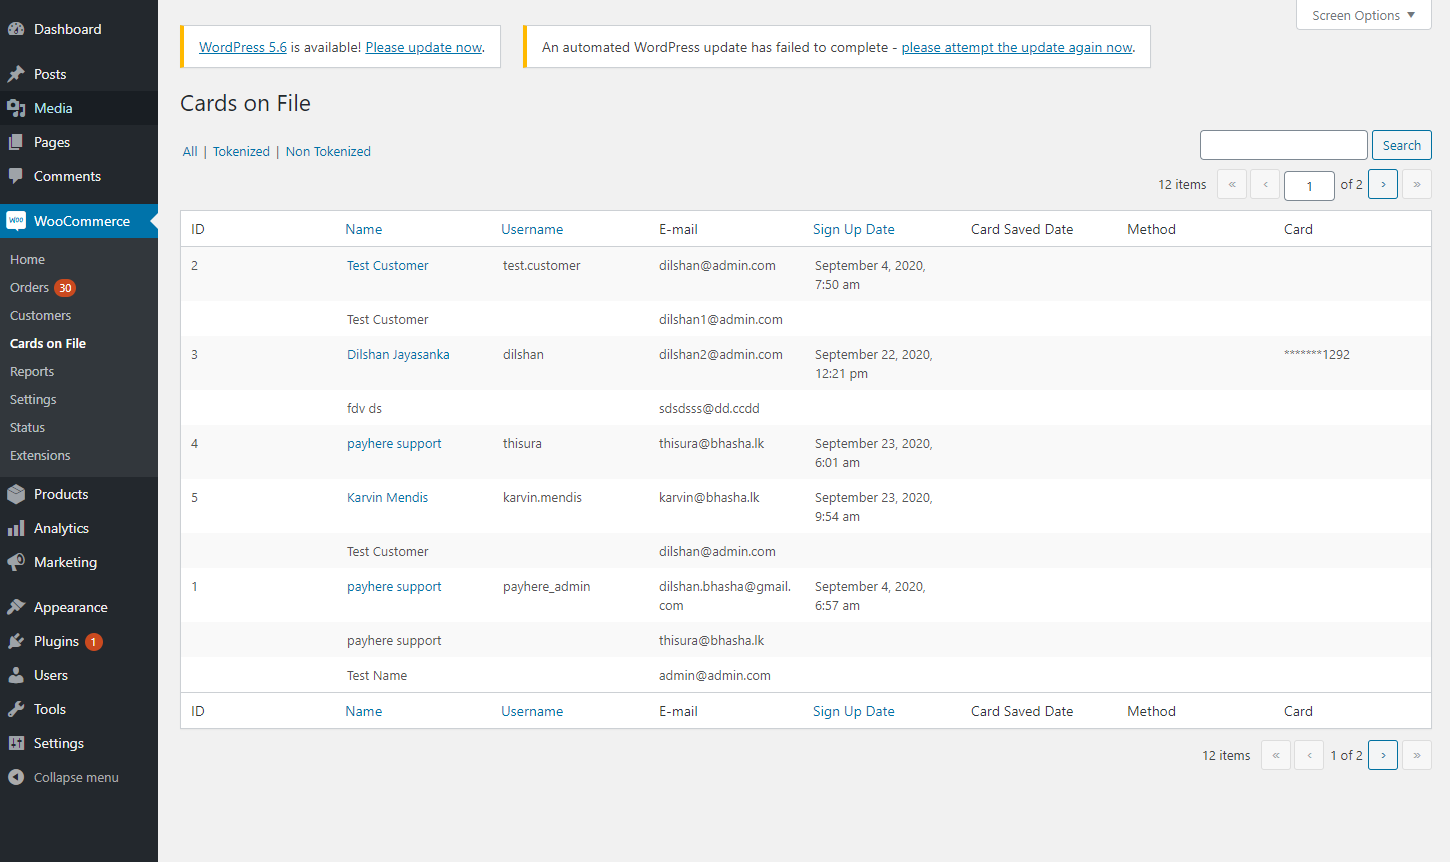 Dashboard
Posts
Media
Pages
Comments
Woo WooCommerce
Home
Orders 30
Customers
Cards on File
Reports
Settings
Status
Extensions
Products
Analytics
Marketing
Appearance
Plugins 1
Users
Tools
Settings
Collapse menu
Screen Options ▼
WordPress 5.6 is available! Please update now.
An automated WordPress update has failed to complete - please attempt the update again now.
Cards on File
All | Tokenized | Non Tokenized
Search
12 items « ‹ 1 of 2 › »
ID Name Username E-mail Sign Up Date Card Saved Date Method Card
2 Test Customer test.customer dilshan@admin.com September 4, 2020,
7:50 am
Test Customer dilshan1@admin.com
3 Dilshan Jayasanka dilshan dilshan2@admin.com September 22, 2020, *******1292
12:21 pm
fdv ds sdsdsss@dd.ccdd
4 payhere support thisura thisura@bhasha.lk September 23, 2020,
6:01 am
5 Karvin Mendis karvin.mendis karvin@bhasha.lk September 23, 2020,
9:54 am
Test Customer dilshan@admin.com
1 payhere support payhere_admin dilshan.bhasha@gmail. September 4, 2020,
com 6:57 am
payhere support thisura@bhasha.lk
Test Name admin@admin.com
ID Name Username E-mail Sign Up Date Card Saved Date Method Card
12 items « ‹ 1 of 2 › »